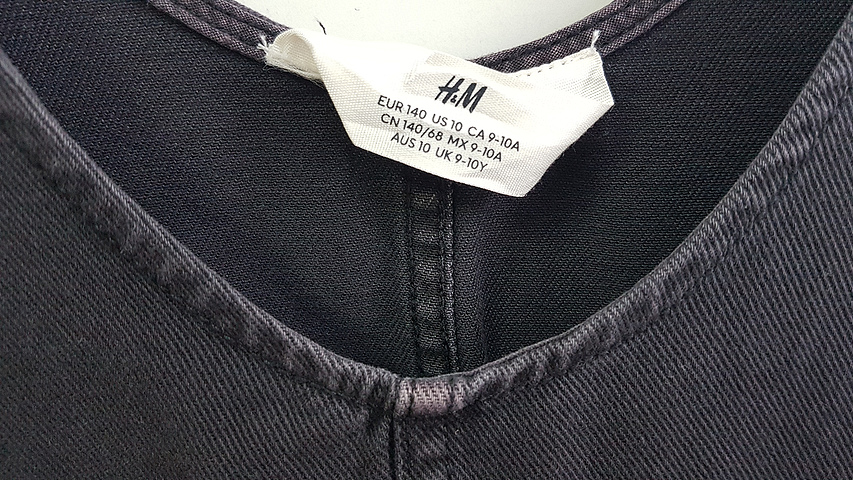 H&M
EUR 140 US 10 CA 9-10A
CN 140/68 MX 9-10A
AUS 10 UK 9-10Y